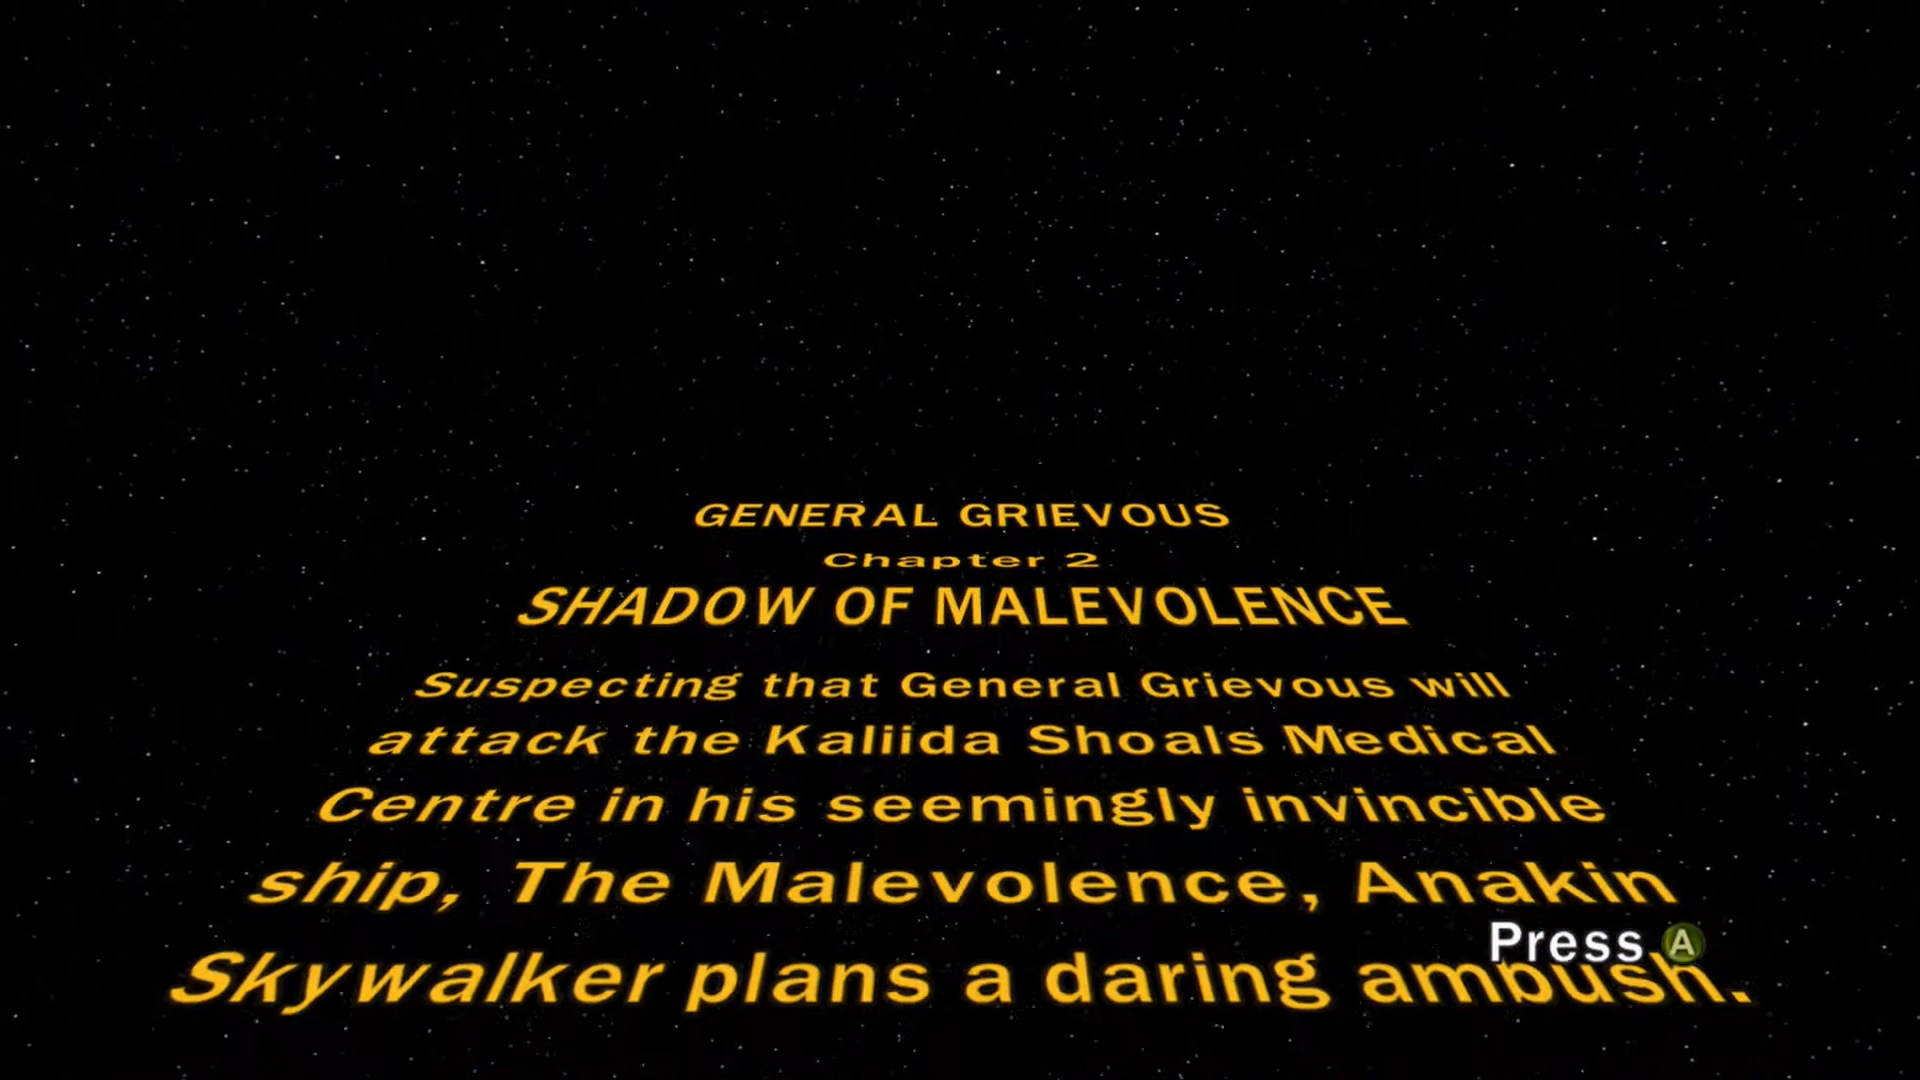 GENERAL GRIEVOUS
Chapter 2
SHADOW OF MALEVOLENCE
Suspecting that General Grievous will
attack the Kaliida Shoals Medical
Centre in his seemingly invincible
ship, The Malevolence, Anakin
Skywalker plans a daring ambush.
Press A